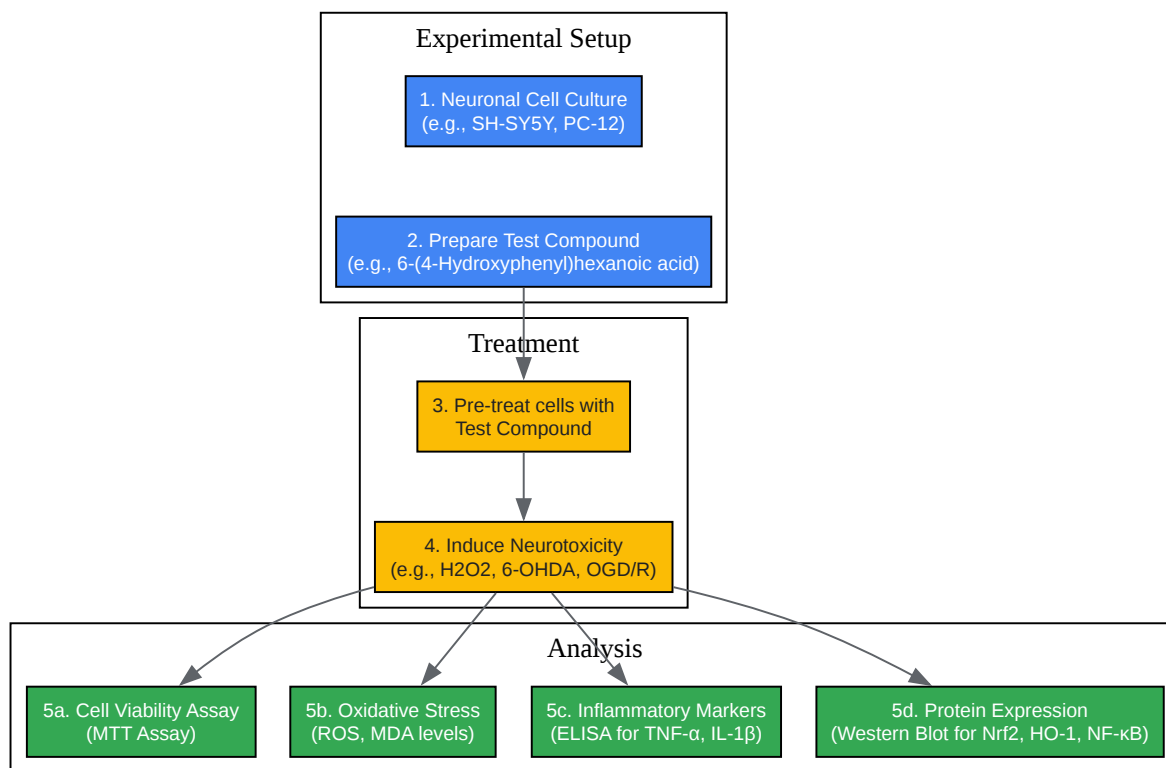 Experimental Setup
1. Neuronal Cell Culture
(e.g., SH-SY5Y, PC-12)
2. Prepare Test Compound
(e.g., 6-(4-Hydroxyphenyl)hexanoic acid)
Treatment
3. Pre-treat cells with
Test Compound
4. Induce Neurotoxicity
(e.g., H2O2, 6-OHDA, OGD/R)
Analysis
5a. Cell Viability Assay
(MTT Assay)
5b. Oxidative Stress
(ROS, MDA levels)
5c. Inflammatory Markers
(ELISA for TNF-α, IL-1β)
5d. Protein Expression
(Western Blot for Nrf2, HO-1, NF-κB)